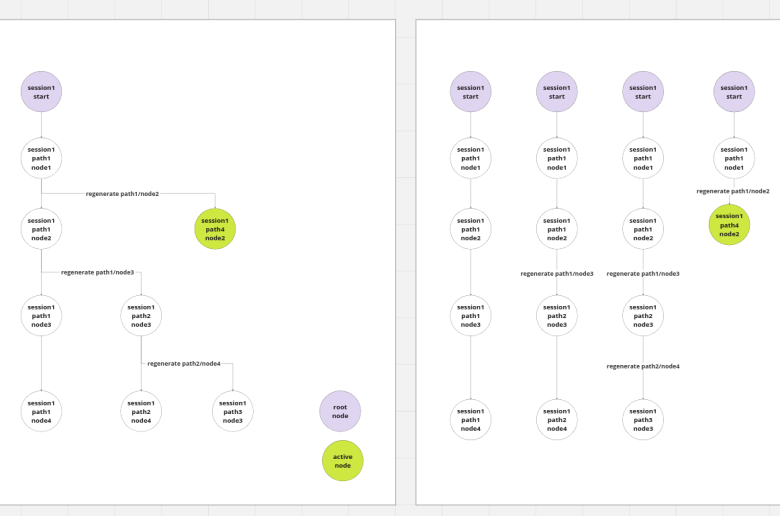 session1
start
session1
path1
node1
regenerate path1/node2
session1
path1
node2
session1
path4
node2
regenerate path1/node3
session1
path1
node3
session1
path2
node3
regenerate path2/node4
session1
path1
node4
session1
path2
node4
session1
path3
node3
root
node
active
node
session1
start
session1
start
session1
start
session1
start
session1
path1
node1
session1
path1
node1
session1
path1
node1
session1
path1
node1
regenerate path1/node2
session1
path1
node2
session1
path1
node2
session1
path1
node2
session1
path4
node2
regenerate path1/node3
regenerate path1/node3
session1
path1
node3
session1
path2
node3
session1
path2
node3
regenerate path2/node4
session1
path1
node4
session1
path2
node4
session1
path3
node3